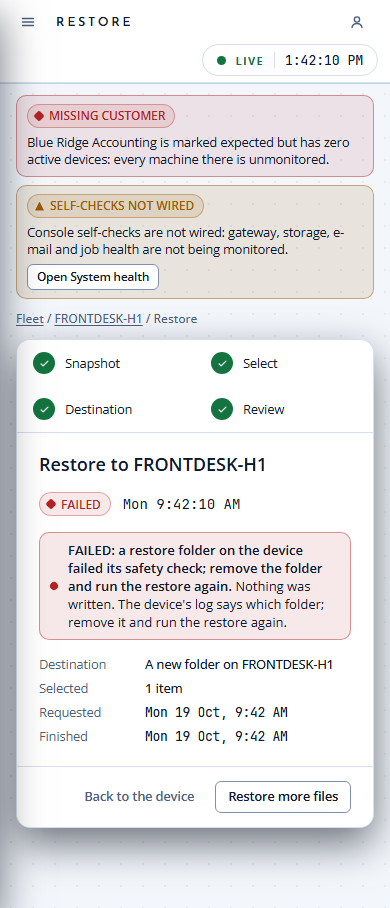 RESTORE
LIVE 1:42:10 PM
MISSING CUSTOMER
Blue Ridge Accounting is marked expected but has zero
active devices: every machine there is unmonitored.
SELF-CHECKS NOT WIRED
Console self-checks are not wired: gateway, storage, e-
mail and job health are not being monitored.
Open System health
Fleet / FRONTDESK-H1 / Restore
Snapshot
Select
Destination
Review
Restore to FRONTDESK-H1
FAILED Mon 9:42:10 AM
FAILED: a restore folder on the device
failed its safety check; remove the folder
and run the restore again. Nothing was
written. The device's log says which folder;
remove it and run the restore again.
Destination A new folder on FRONTDESK-H1
Selected 1 item
Requested Mon 19 Oct, 9:42 AM
Finished Mon 19 Oct, 9:42 AM
Back to the device
Restore more files